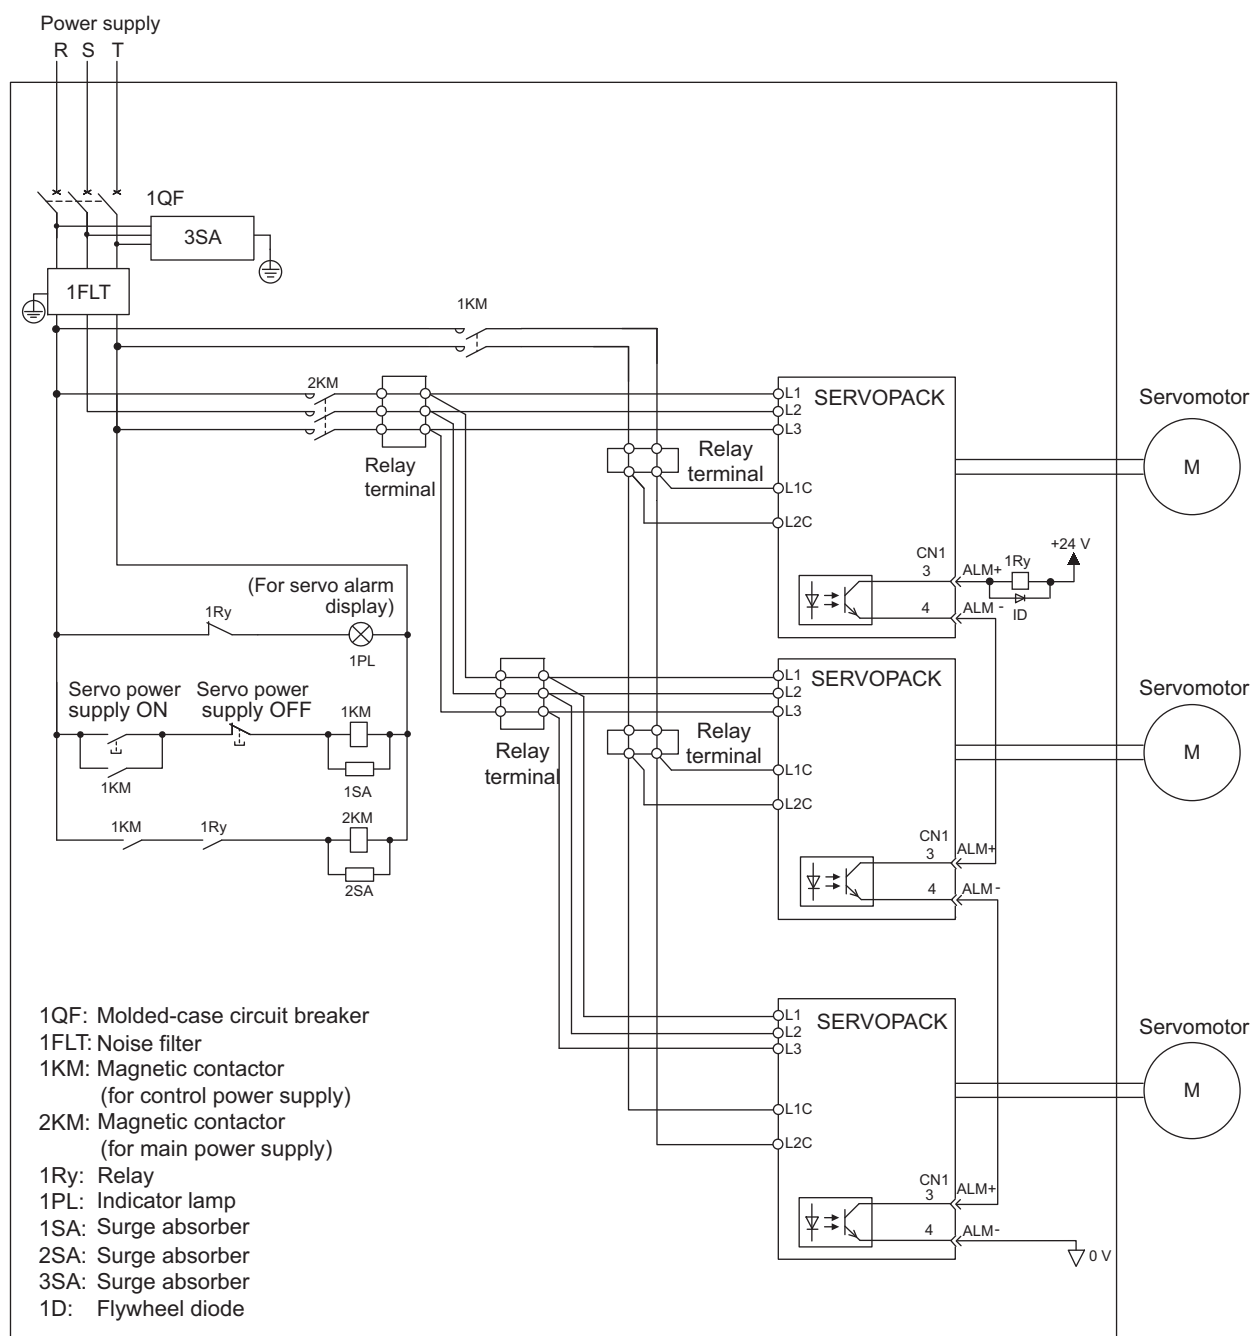 Power supply
R S T
1QF
3SA
1FLT
1KM
2KM
Relay
terminal
L1
L2
L3
SERVOPACK
Servomotor
M
Relay
terminal
L1C
L2C
CN1
3
4
ALM+
ALM -
1Ry
+24 V
ID
(For servo alarm
display)
1Ry
1PL
Servo power
supply ON
Servo power
supply OFF
1KM
1KM
1SA
1KM
1Ry
2KM
2SA
Relay
terminal
L1
L2
L3
SERVOPACK
Servomotor
M
Relay
terminal
L1C
L2C
CN1
3
4
ALM+
ALM -
L1
L2
L3
SERVOPACK
Servomotor
M
L1C
L2C
CN1
3
4
ALM+
ALM-
0 V
1QF: Molded-case circuit breaker
1FLT: Noise filter
1KM: Magnetic contactor
(for control power supply)
2KM: Magnetic contactor
(for main power supply)
1Ry: Relay
1PL: Indicator lamp
1SA: Surge absorber
2SA: Surge absorber
3SA: Surge absorber
1D: Flywheel diode